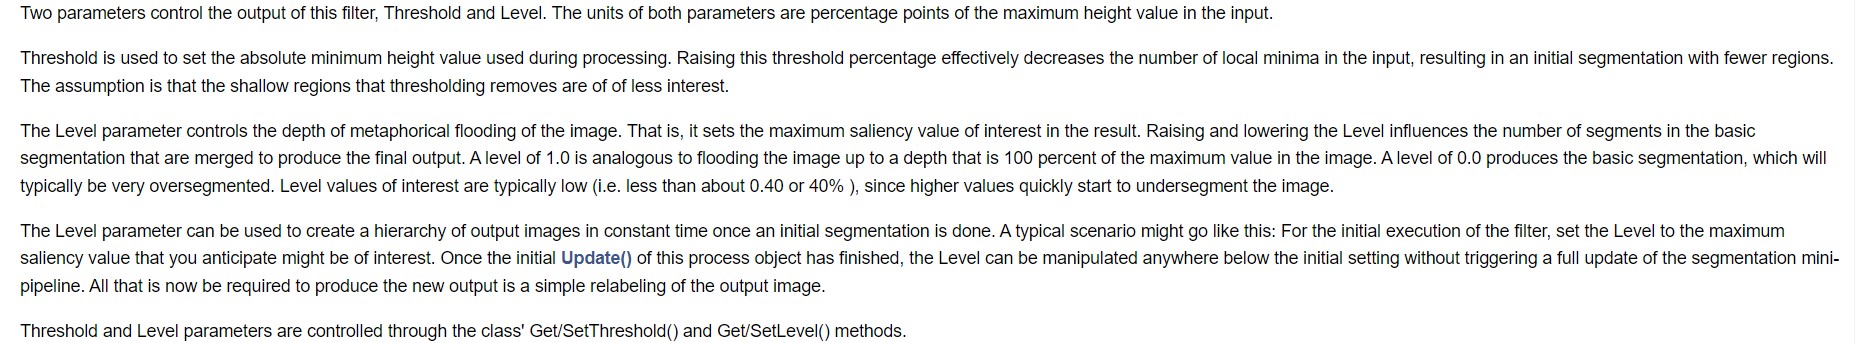 Two parameters control the output of this filter, Threshold and Level. The units of both parameters are percentage points of the maximum height value in the input.
Threshold is used to set the absolute minimum height value used during processing. Raising this threshold percentage effectively decreases the number of local minima in the input, resulting in an initial segmentation with fewer regions.
The assumption is that the shallow regions that thresholding removes are of of less interest.
The Level parameter controls the depth of metaphorical flooding of the image. That is, it sets the maximum saliency value of interest in the result. Raising and lowering the Level influences the number of segments in the basic
segmentation that are merged to produce the final output. A level of 1.0 is analogous to flooding the image up to a depth that is 100 percent of the maximum value in the image. A level of 0.0 produces the basic segmentation, which will
typically be very oversegmented. Level values of interest are typically low (i.e. less than about 0.40 or 40% ), since higher values quickly start to undersegment the image.
The Level parameter can be used to create a hierarchy of output images in constant time once an initial segmentation is done. A typical scenario might go like this: For the initial execution of the filter, set the Level to the maximum
saliency value that you anticipate might be of interest. Once the initial Update() of this process object has finished, the Level can be manipulated anywhere below the initial setting without triggering a full update of the segmentation mini-
pipeline. All that is now be required to produce the new output is a simple relabeling of the output image.
Threshold and Level parameters are controlled through the class' Get/SetThreshold() and Get/SetLevel() methods.